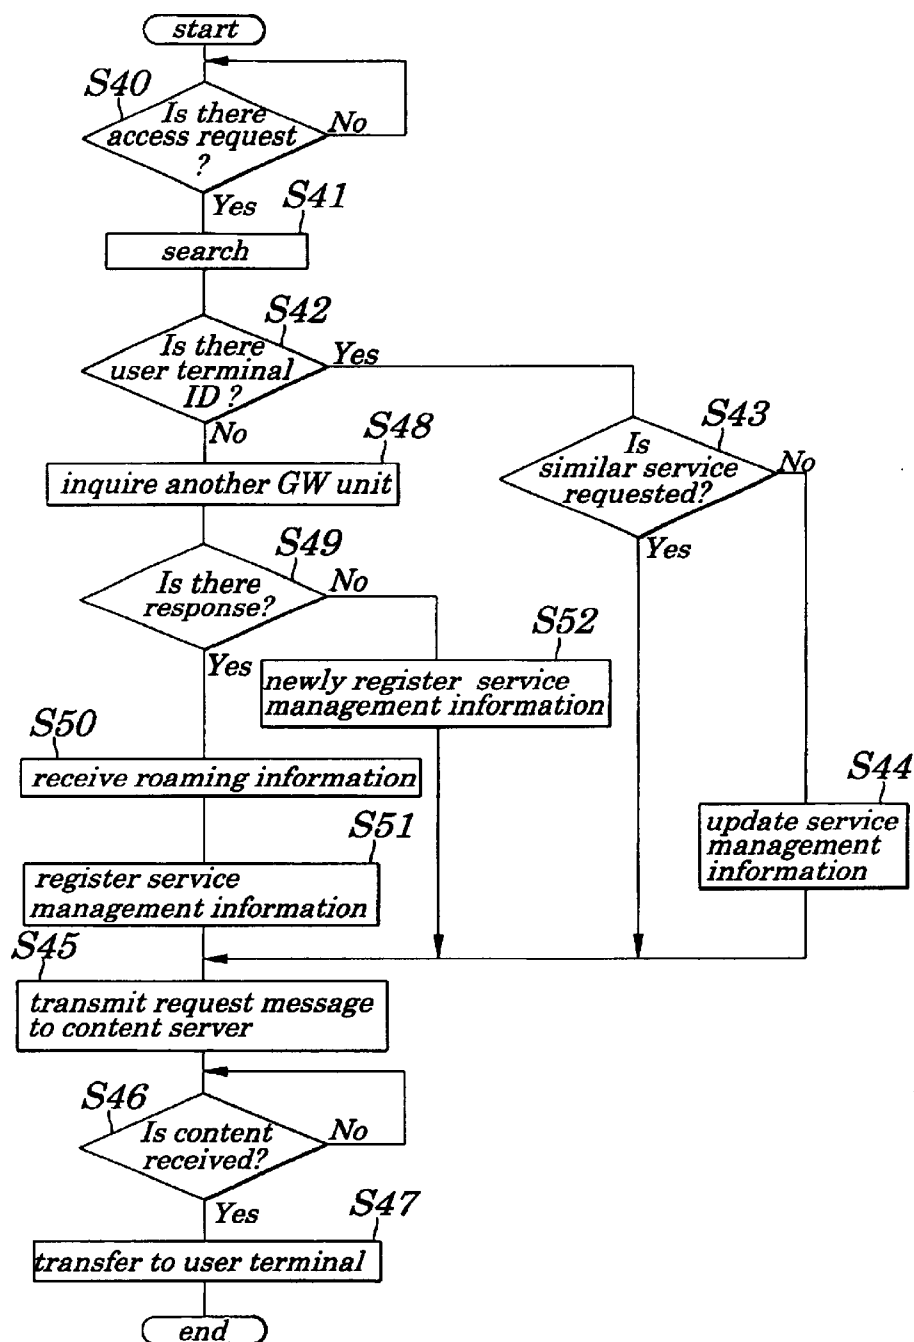 start
S40
Is there
access request
?
No
Yes
S41
search
S42
Is there
user terminal
ID ?
Yes
No
S43
Is
similar service
requested?
No
Yes
S48
inquire another GW unit
S49
Is there
response?
No
Yes
S52
newly register service
management information
S50
receive roaming information
S44
update service
management
information
S51
register service
management information
S45
transmit request message
to content server
S46
Is content
received?
No
Yes
S47
transfer to user terminal
end